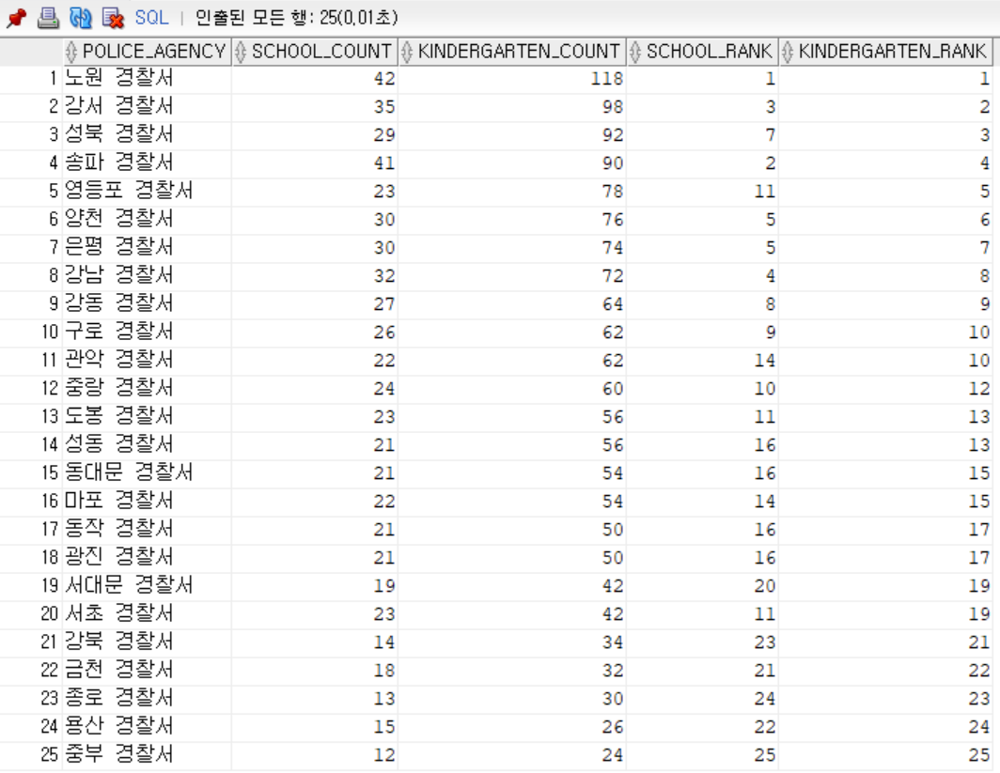 SQL | 인출된 모든 행: 25(0,01초)
POLICE_AGENCY SCHOOL_COUNT KINDERGARTEN_COUNT SCHOOL_RANK KINDERGARTEN_RANK
1 노원 경찰서 42 118 1 1
2 강서 경찰서 35 98 3 2
3 성북 경찰서 29 92 7 3
4 송파 경찰서 41 90 2 4
5 영등포 경찰서 23 78 11 5
6 양천 경찰서 30 76 5 6
7 은평 경찰서 30 74 5 7
8 강남 경찰서 32 72 4 8
9 강동 경찰서 27 64 8 9
10 구로 경찰서 26 62 9 10
11 관악 경찰서 22 62 14 10
12 중랑 경찰서 24 60 10 12
13 도봉 경찰서 23 56 11 13
14 성동 경찰서 21 56 16 13
15 동대문 경찰서 21 54 16 15
16 마포 경찰서 22 54 14 15
17 동작 경찰서 21 50 16 17
18 광진 경찰서 21 50 16 17
19 서대문 경찰서 19 42 20 19
20 서초 경찰서 23 42 11 19
21 강북 경찰서 14 34 23 21
22 금천 경찰서 18 32 21 22
23 종로 경찰서 13 30 24 23
24 용산 경찰서 15 26 22 24
25 중부 경찰서 12 24 25 25